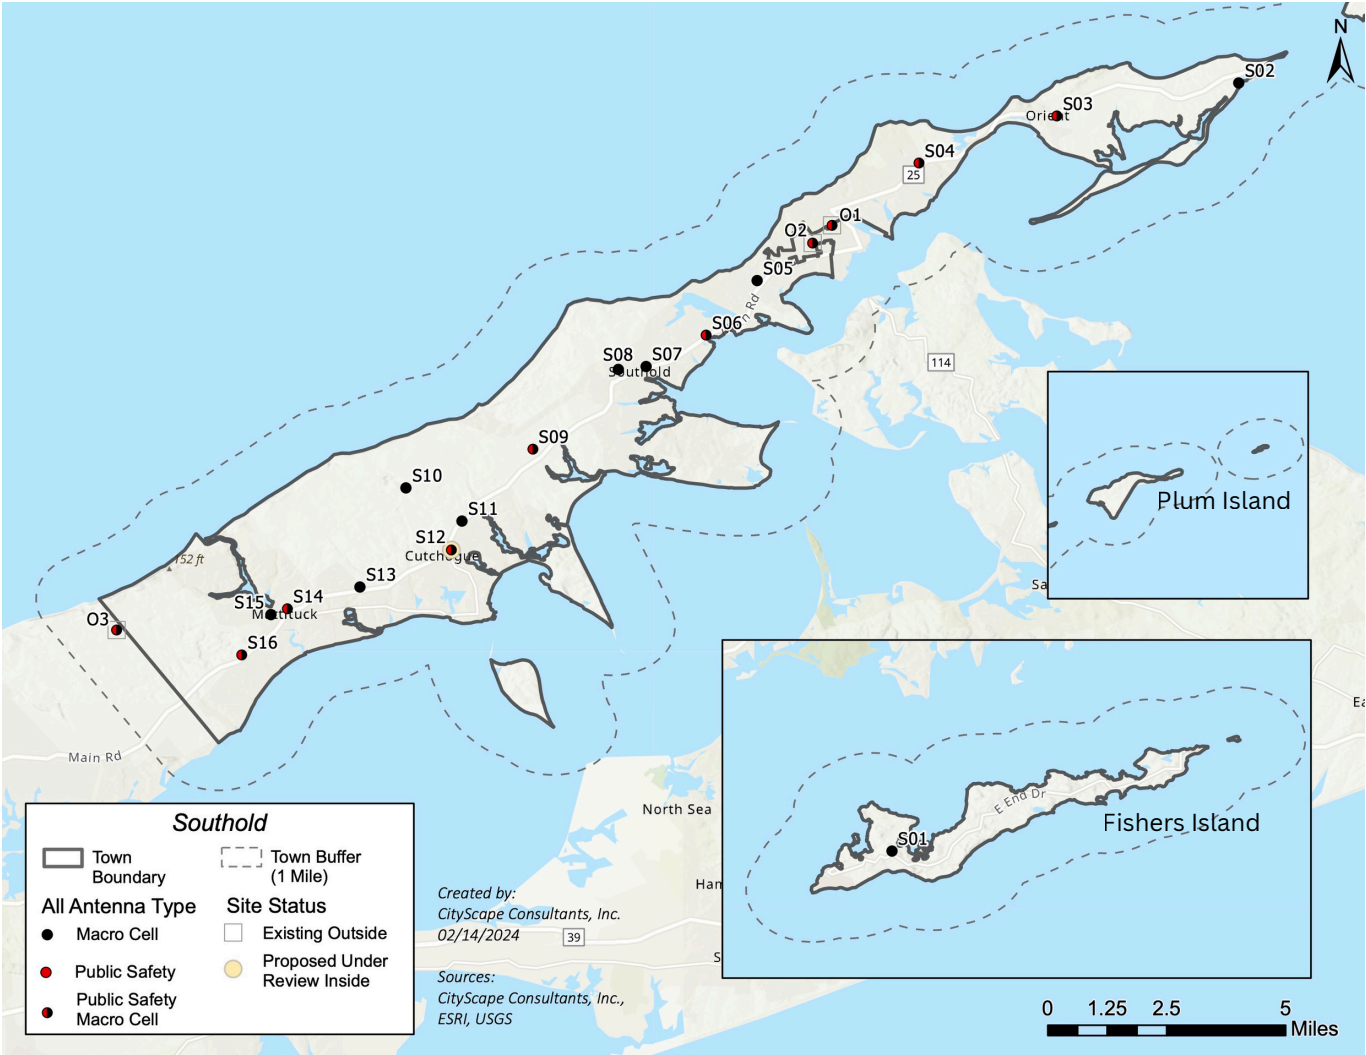 N
S02
S03
Orient
S04
25
O1
O2
S05
n Rd
S06
S08
S07
Southold
114
S09
S10
Plum Island
S11
S12
Cutchogue
152 ft
S13
Sa
S14
S15
Mattituck
O3
S16
Ea
Main Rd
North Sea
E End Dr
Fishers Island
S01
Ham
39
S
Southold
Town
Boundary
Town Buffer
(1 Mile)
All Antenna Type
Macro Cell
Public Safety
Public Safety
Macro Cell
Site Status
Existing Outside
Proposed Under
Review Inside
Created by:
CityScape Consultants, Inc.
02/14/2024
Sources:
CityScape Consultants, Inc.,
ESRI, USGS
0 1.25 2.5 5
Miles